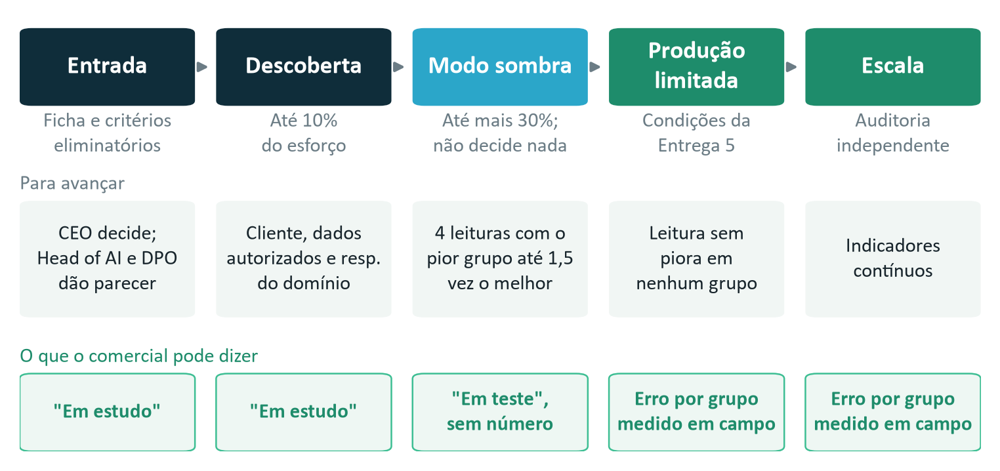 Entrada
Descoberta
Modo sombra
Produção
limitada
Escala
Ficha e critérios
eliminatórios
Até 10%
do esforço
Até mais 30%;
não decide nada
Condições da
Entrega 5
Auditoria
independente
Para avançar
CEO decide;
Head of AI e DPO
dão parecer
Cliente, dados
autorizados e resp.
do domínio
4 leituras com o
pior grupo até 1,5
vez o melhor
Leitura sem
piora em
nenhum grupo
Indicadores
contínuos
O que o comercial pode dizer
"Em estudo"
"Em estudo"
"Em teste",
sem número
Erro por grupo
medido em campo
Erro por grupo
medido em campo